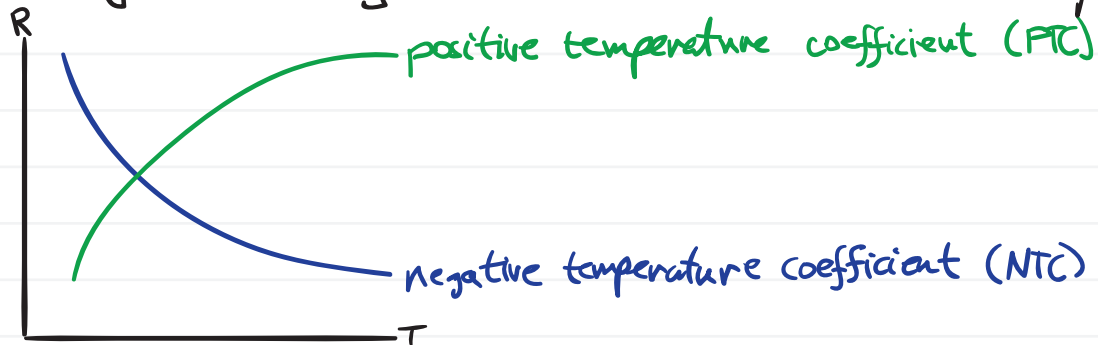 R
positive temperature coefficient (PTC)
negative temperature coefficient (NTC)
T